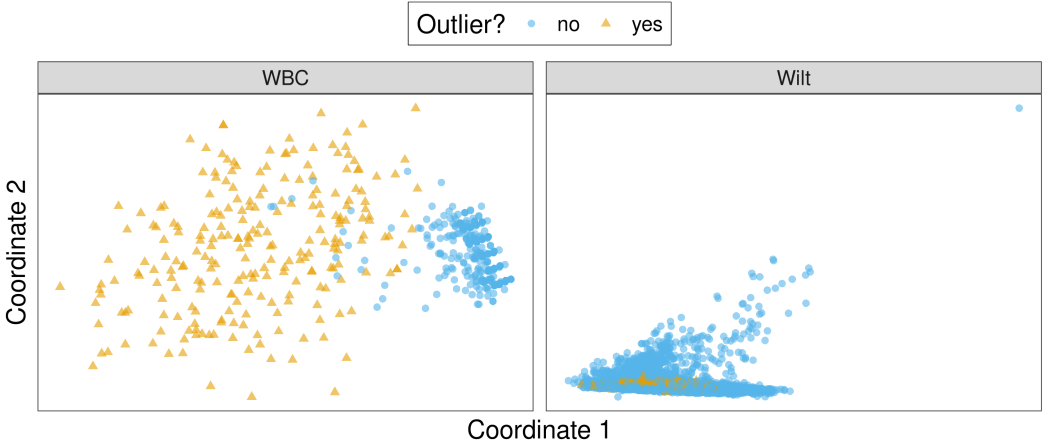 Outlier? no yes
WBC Wilt
Coordinate 2
Coordinate 1